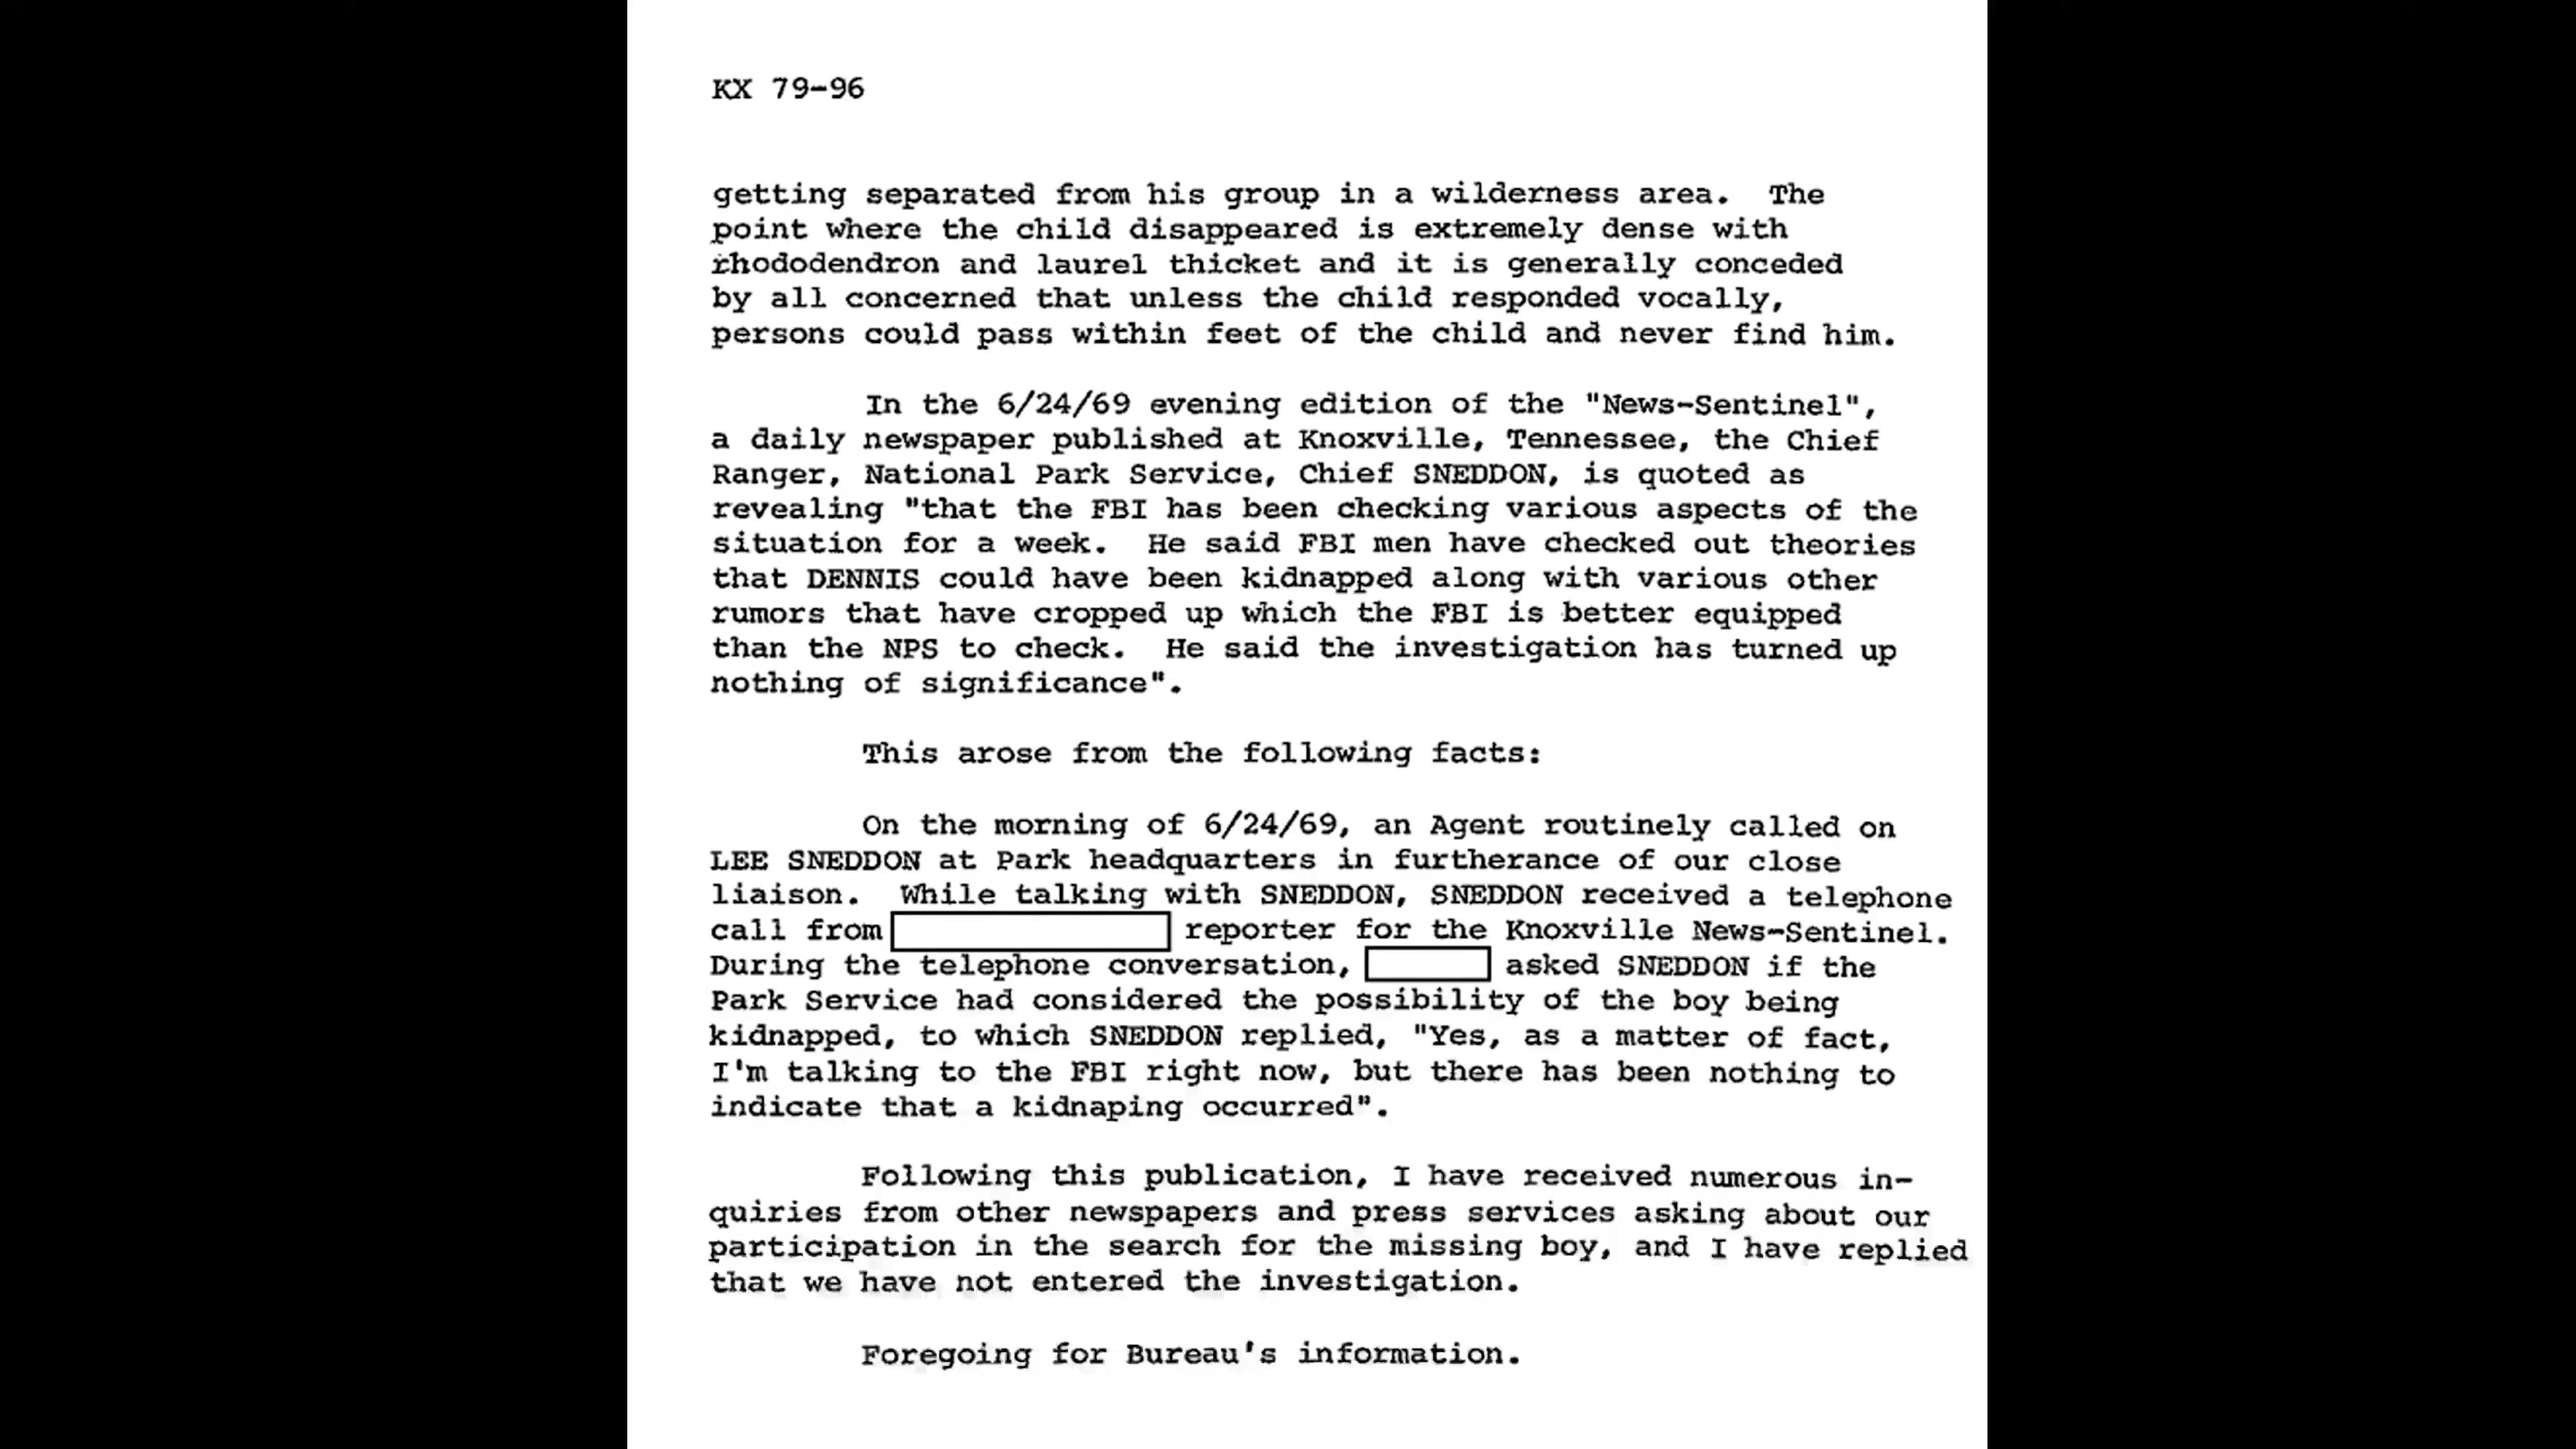 KX 79-96
getting separated from his group in a wilderness area. The
point where the child disappeared is extremely dense with
rhododendron and laurel thicket and it is generally conceded
by all concerned that unless the child responded vocally,
persons could pass within feet of the child and never find him.
In the 6/24/69 evening edition of the "News-Sentinel",
a daily newspaper published at Knoxville, Tennessee, the Chief
Ranger, National Park Service, Chief SNEDDON, is quoted as
revealing "that the FBI has been checking various aspects of the
situation for a week. He said FBI men have checked out theories
that DENNIS could have been kidnapped along with various other
rumors that have cropped up which the FBI is better equipped
than the NPS to check. He said the investigation has turned up
nothing of significance".
This arose from the following facts:
On the morning of 6/24/69, an Agent routinely called on
LEE SNEDDON at Park headquarters in furtherance of our close
liaison. While talking with SNEDDON, SNEDDON received a telephone
call from reporter for the Knoxville News-Sentinel.
During the telephone conversation, asked SNEDDON if the
Park Service had considered the possibility of the boy being
kidnapped, to which SNEDDON replied, "Yes, as a matter of fact,
I'm talking to the FBI right now, but there has been nothing to
indicate that a kidnaping occurred".
Following this publication, I have received numerous in-
quiries from other newspapers and press services asking about our
participation in the search for the missing boy, and I have replied
that we have not entered the investigation.
Foregoing for Bureau's information.